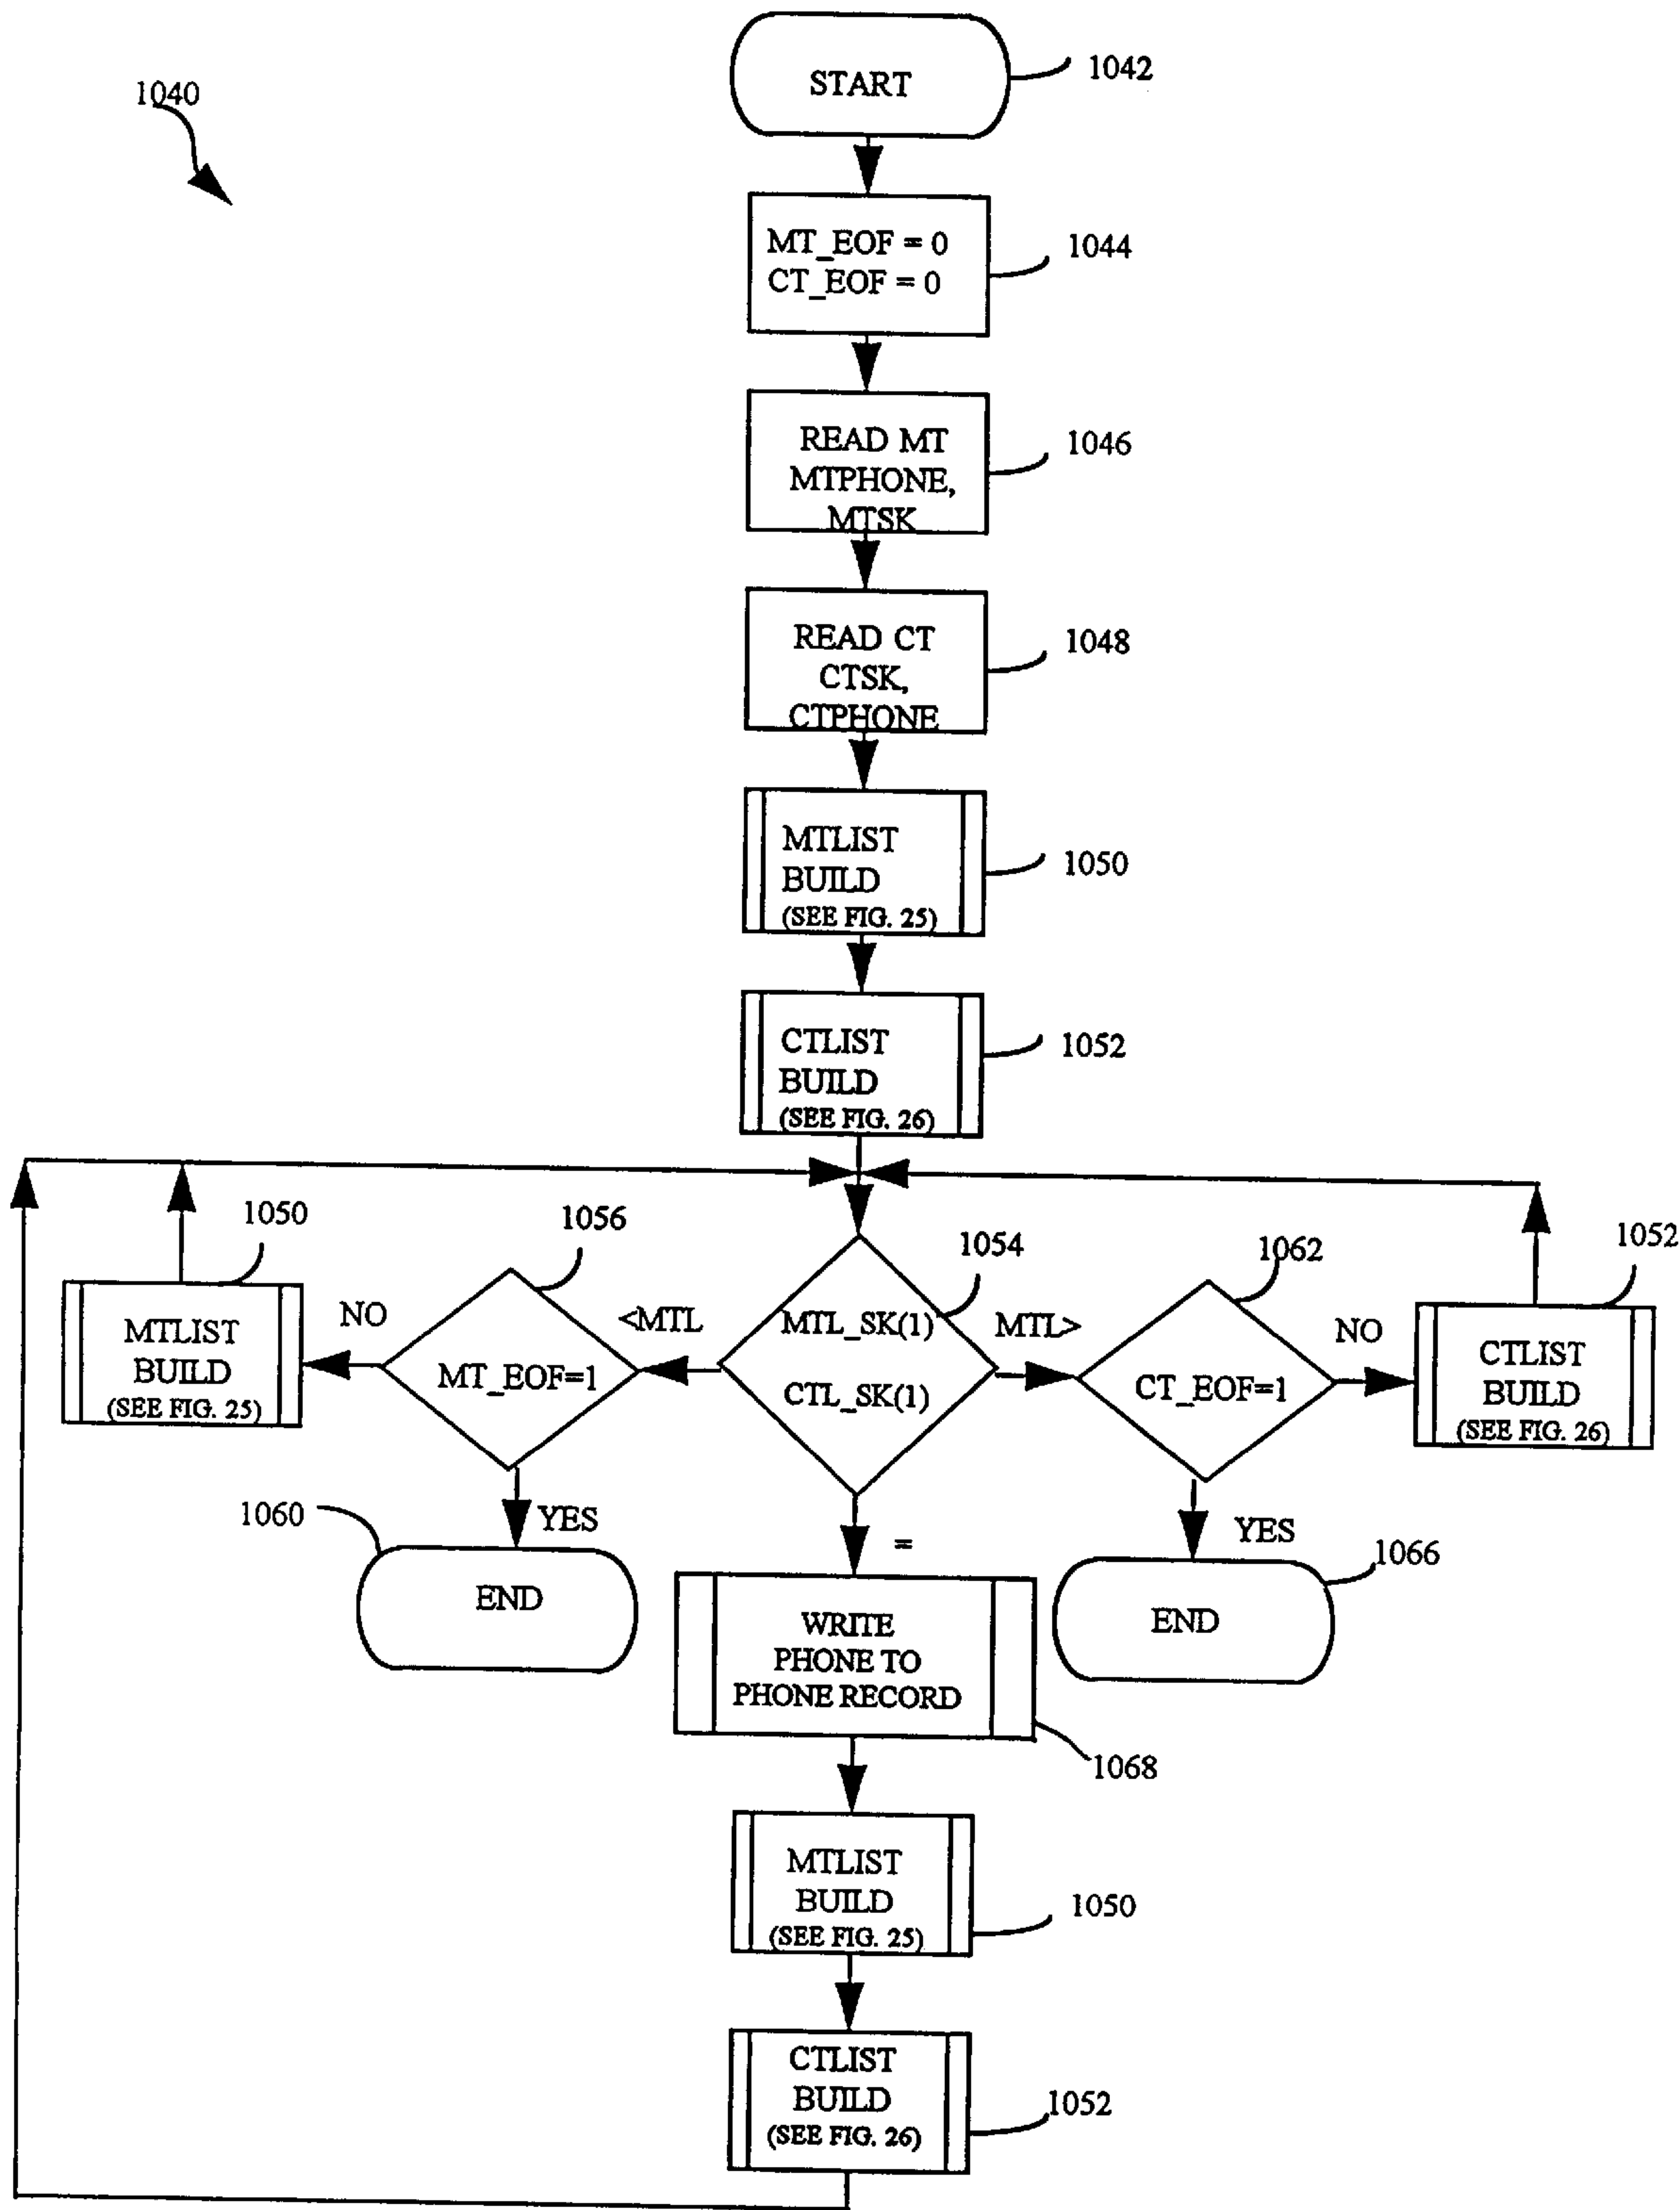 1040
START
1042
MT_EOF = 0
CT_EOF = 0
1044
READ MT
MTPHONE,
MTSK
1046
READ CT
CTSK,
CTPHONE
1048
MTLIST
BUILD
(SEE FIG. 25)
1050
CTLIST
BUILD
(SEE FIG. 26)
1052
1050
MTLIST
BUILD
(SEE FIG. 25)
NO
1056
MT_EOF=1
<MTL
1054
MTL_SK(1)
CTL_SK(1)
MTL>
1062
CT_EOF=1
NO
1052
CTLIST
BUILD
(SEE FIG. 26)
1060
YES
END
=
YES
1066
END
WRITE
PHONE TO
PHONE RECORD
1068
MTLIST
BUILD
(SEE FIG. 25)
1050
CTLIST
BUILD
(SEE FIG. 26)
1052